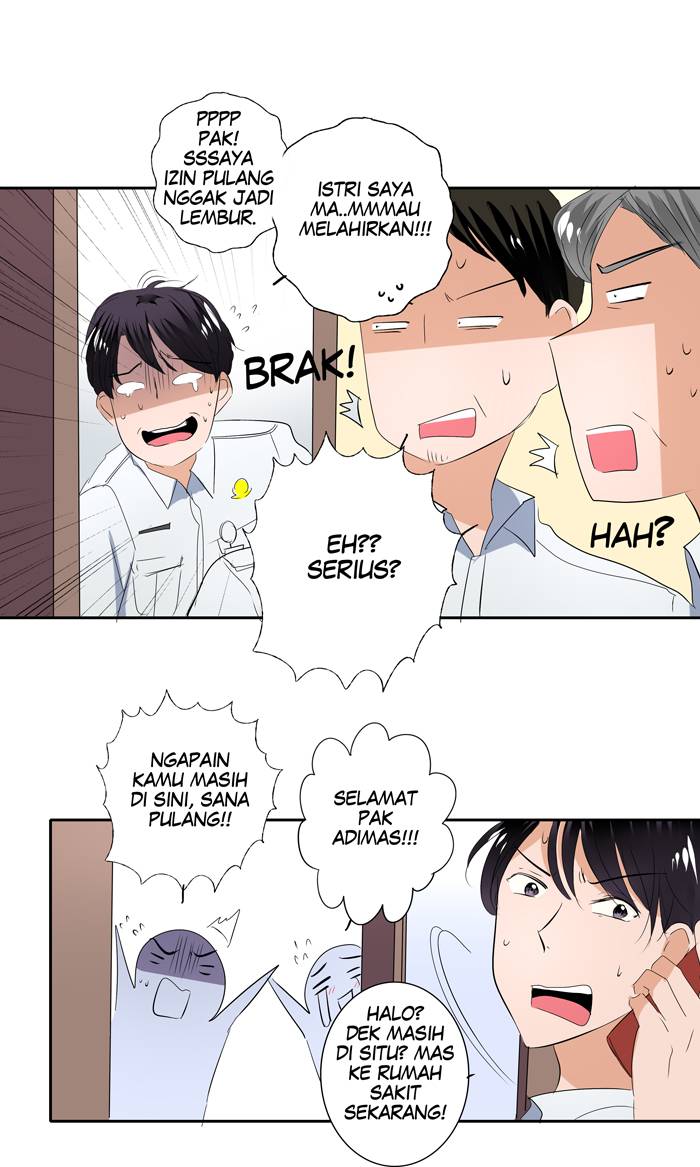 PPPP
PAK!
SSSAYA
IZIN PULANG
NGGAK JADI
LEMBUR.
ISTRI SAYA
MA..MMMAU
MELAHIRKAN!!!
BRAK!
EH??
SERIUS?
HAH?
NGAPAIN
KAMU MASIH
DI SINI, SANA
PULANG!!
SELAMAT
PAK
ADIMAS!!!
HALO?
DEK MASIH
DI SITU? MAS
KE RUMAH
SAKIT
SEKARANG!